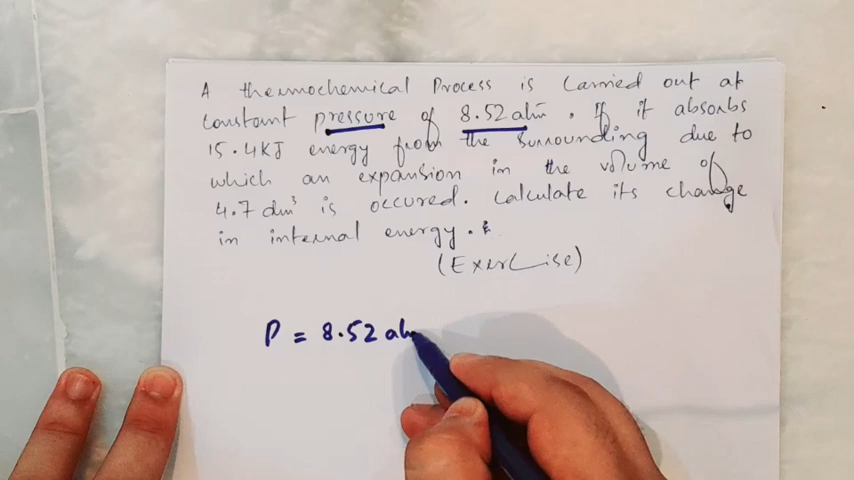 A thermochemical Process is Carried out at
constant pressure of 8.52 atm . If it absorbs
15.4KJ energy from the surrounding due to
which an expansion in the volume of
4.7 dm³ is occured. Calculate its change
in internal energy.
(Exercise)
P = 8.52 atm